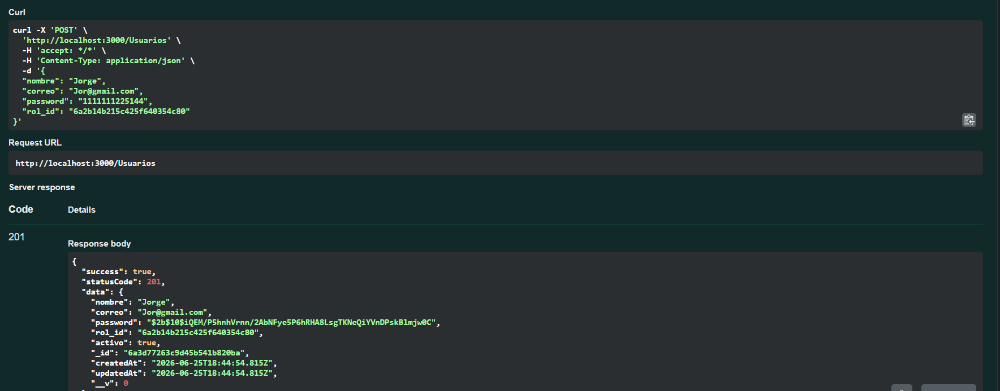 Curl
curl -X 'POST' \
'http://localhost:3000/Usuarios' \
-H 'accept: */*' \
-H 'Content-Type: application/json' \
-d '{
"nombre": "Jorge",
"correo": "Jor@gmail.com",
"password": "1111111225144",
"rol_id": "6a2b14b215c425f640354c80"
}'
Request URL
http://localhost:3000/Usuarios
Server response
Code Details
201
Response body
{
"success": true,
"statusCode": 201,
"data": {
"nombre": "Jorge",
"correo": "Jor@gmail.com",
"password": "$2b$10$iQEM/P5hnhVrnn/2AbNFye5P6hRHA8LsgTKNeQiYVnDPskBlmjw0C",
"rol_id": "6a2b14b215c425f640354c80",
"activo": true,
"_id": "6a3d77263c9d45b541b820ba",
"createdAt": "2026-06-25T18:44:54.815Z",
"updatedAt": "2026-06-25T18:44:54.815Z",
"__v": 0